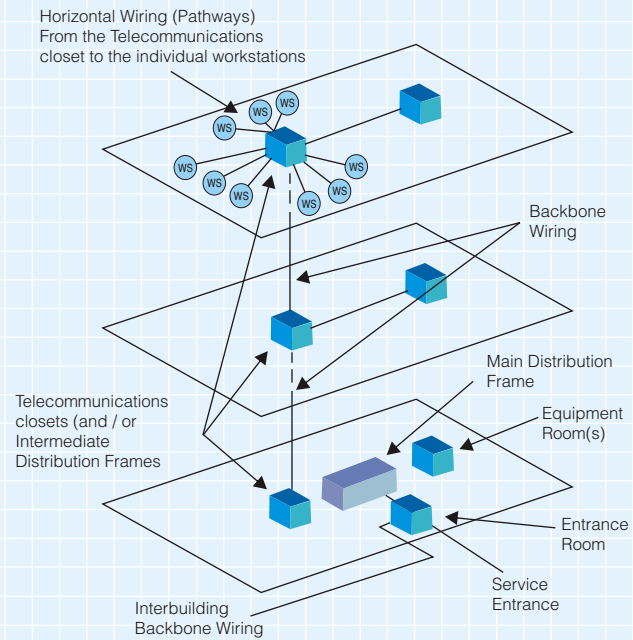 Horizontal Wiring (Pathways)
From the Telecommunications
closet to the individual workstations
WS
WS
WS
WS
WS
WS
WS
WS
WS
Backbone
Wiring
Main Distribution
Frame
Telecommunications
closets (and / or
Intermediate
Distribution Frames
Equipment
Room(s)
Entrance
Room
Service
Entrance
Interbuilding
Backbone Wiring